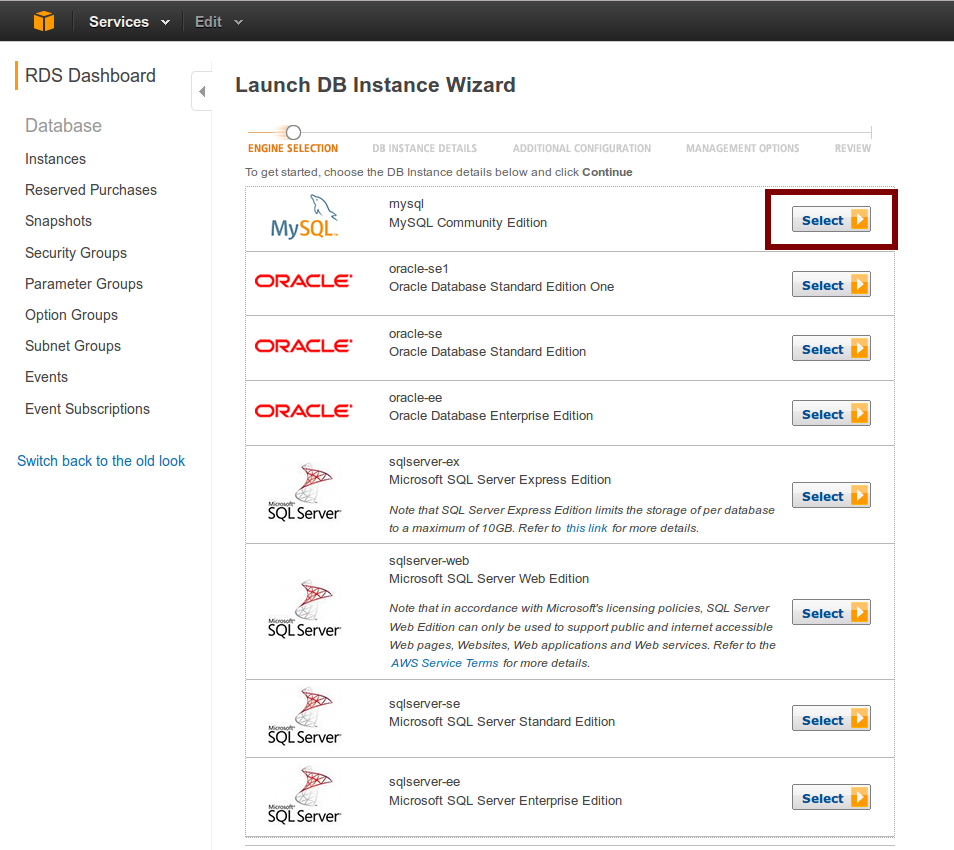 Services Edit
RDS Dashboard
Database
Instances
Reserved Purchases
Snapshots
Security Groups
Parameter Groups
Option Groups
Subnet Groups
Events
Event Subscriptions
Switch back to the old look
Launch DB Instance Wizard
ENGINE SELECTION DB INSTANCE DETAILS ADDITIONAL CONFIGURATION MANAGEMENT OPTIONS REVIEW
To get started, choose the DB Instance details below and click Continue
MySQL
mysql
MySQL Community Edition
Select
ORACLE
oracle-se1
Oracle Database Standard Edition One
Select
ORACLE
oracle-se
Oracle Database Standard Edition
Select
ORACLE
oracle-ee
Oracle Database Enterprise Edition
Select
Microsoft
SQL Server
sqlserver-ex
Microsoft SQL Server Express Edition
Note that SQL Server Express Edition limits the storage of per database
to a maximum of 10GB. Refer to this link for more details.
Select
Microsoft
SQL Server
sqlserver-web
Microsoft SQL Server Web Edition
Note that in accordance with Microsoft's licensing policies, SQL Server
Web Edition can only be used to support public and internet accessible
Web pages, Websites, Web applications and Web services. Refer to the
AWS Service Terms for more details.
Select
Microsoft
SQL Server
sqlserver-se
Microsoft SQL Server Standard Edition
Select
Microsoft
SQL Server
sqlserver-ee
Microsoft SQL Server Enterprise Edition
Select